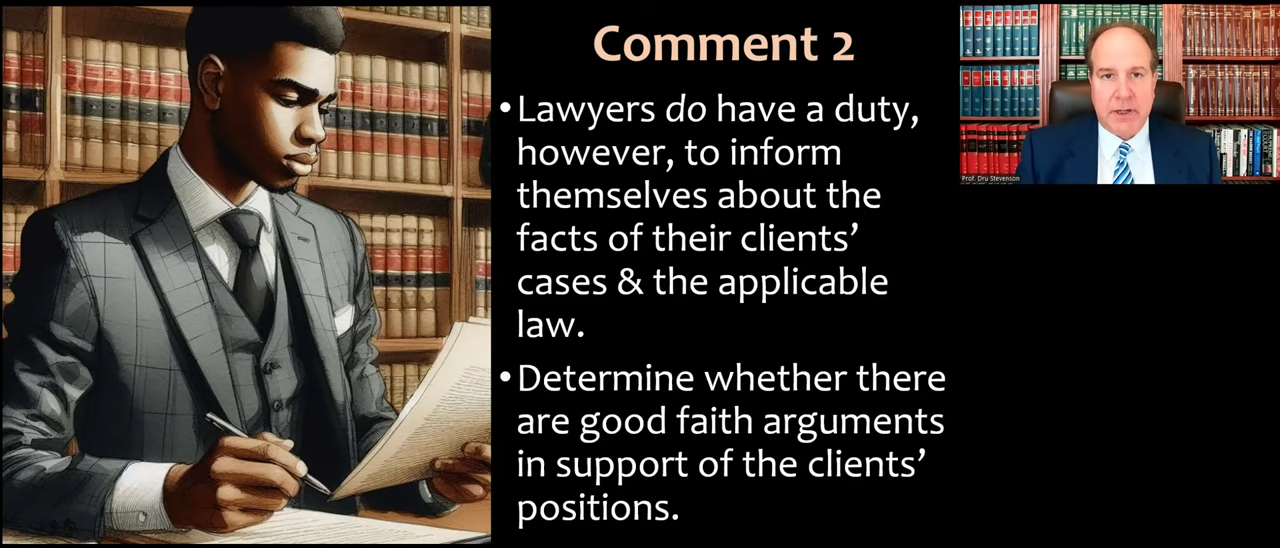 Comment 2
• Lawyers do have a duty,
however, to inform
themselves about the
facts of their clients’
cases & the applicable
law.
• Determine whether there
are good faith arguments
in support of the clients’
positions.
Prof. Dru Stevenson